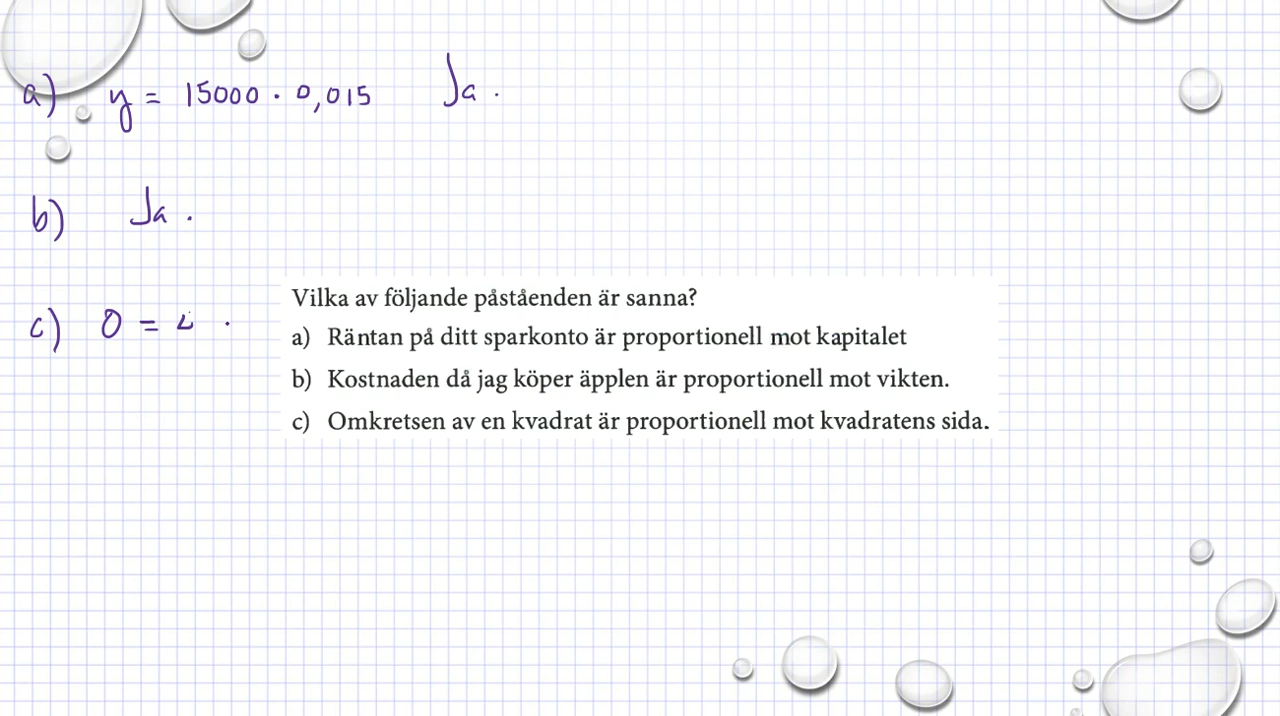 a) y = 15000 · 0,015 Ja.
b) Ja.
c) O =
Vilka av följande påståenden är sanna?
a) Räntan på ditt sparkonto är proportionell mot kapitalet
b) Kostnaden då jag köper äpplen är proportionell mot vikten.
c) Omkretsen av en kvadrat är proportionell mot kvadratens sida.